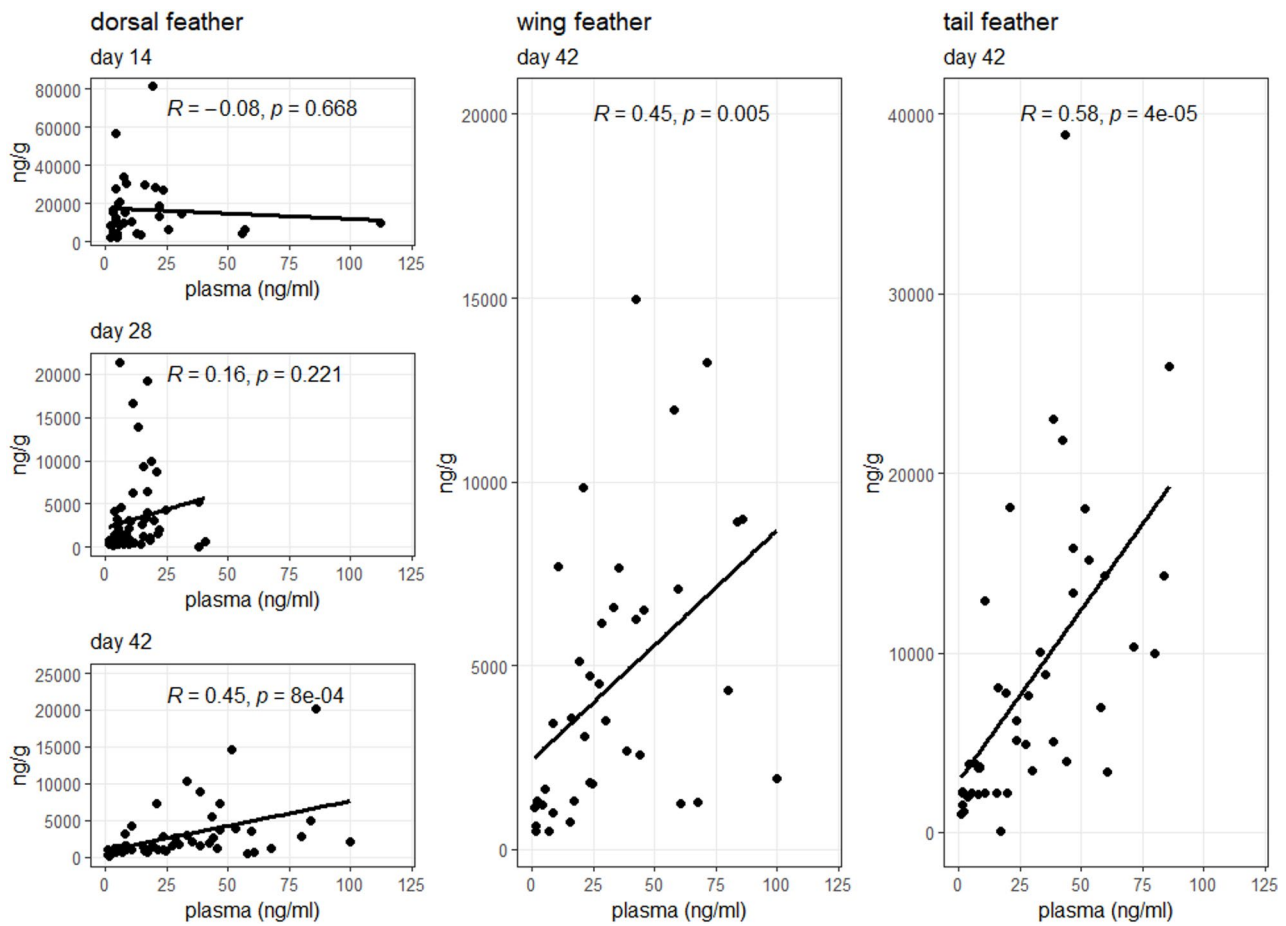 dorsal feather
day 14
R = −0.08, p = 0.668
80000
60000
40000
20000
0
ng/g
0 25 50 75 100 125
plasma (ng/ml)
day 28
R = 0.16, p = 0.221
20000
15000
10000
5000
0
ng/g
0 25 50 75 100 125
plasma (ng/ml)
day 42
R = 0.45, p = 8e-04
25000
20000
15000
10000
5000
0
ng/g
0 25 50 75 100 125
plasma (ng/ml)
wing feather
day 42
R = 0.45, p = 0.005
20000
15000
10000
5000
0
ng/g
0 25 50 75 100 125
plasma (ng/ml)
tail feather
day 42
R = 0.58, p = 4e-05
40000
30000
20000
10000
0
ng/g
0 25 50 75 100 125
plasma (ng/ml)